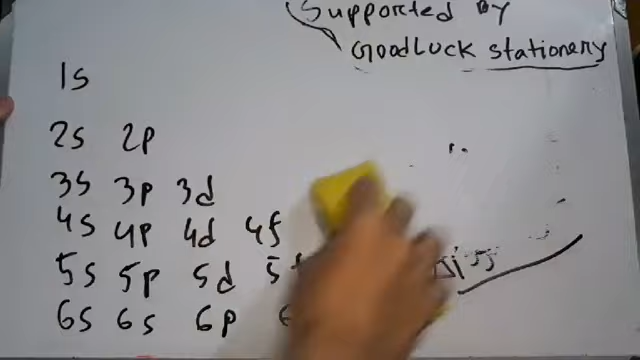 Supported By
GoodLuck stationery
1s
2s 2p
3s 3p 3d
4s 4p 4d 4f
5s 5p 5d 5f
6s 6s 6p